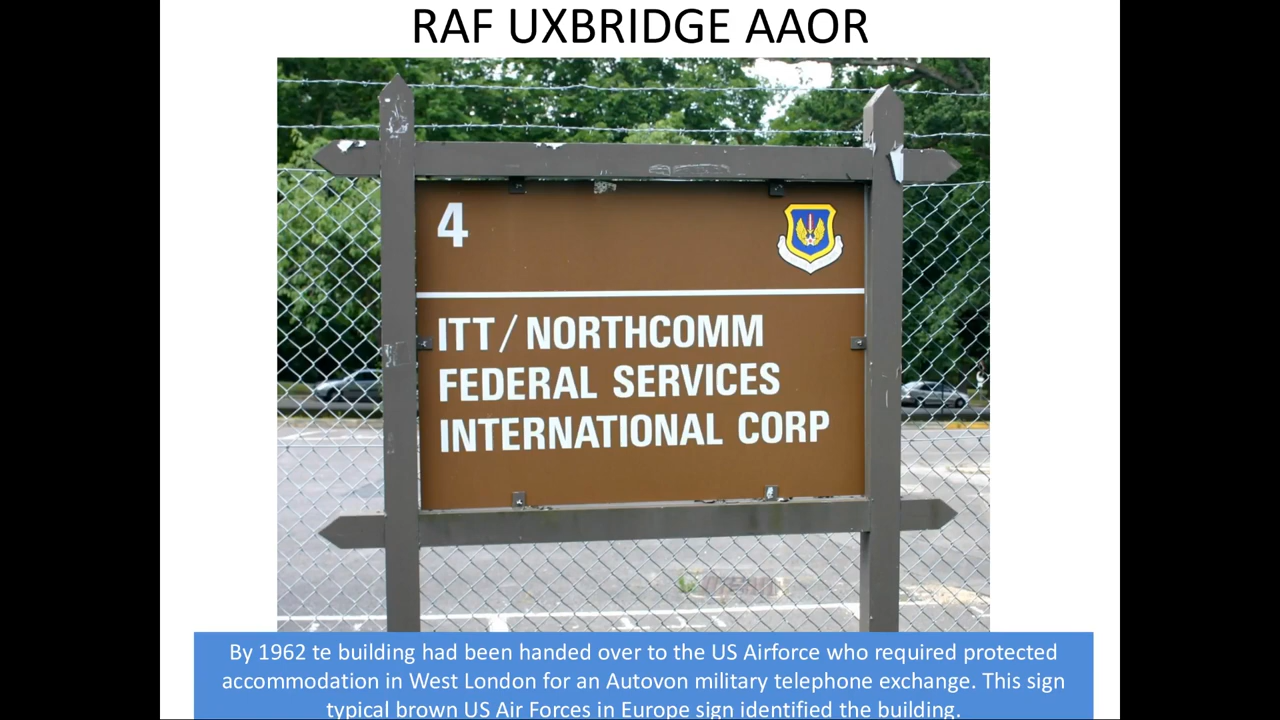 RAF UXBRIDGE AAOR
4
ITT / NORTHCOMM
FEDERAL SERVICES
INTERNATIONAL CORP
By 1962 te building had been handed over to the US Airforce who required protected
accommodation in West London for an Autovon military telephone exchange. This sign
typical brown US Air Forces in Europe sign identified the building.